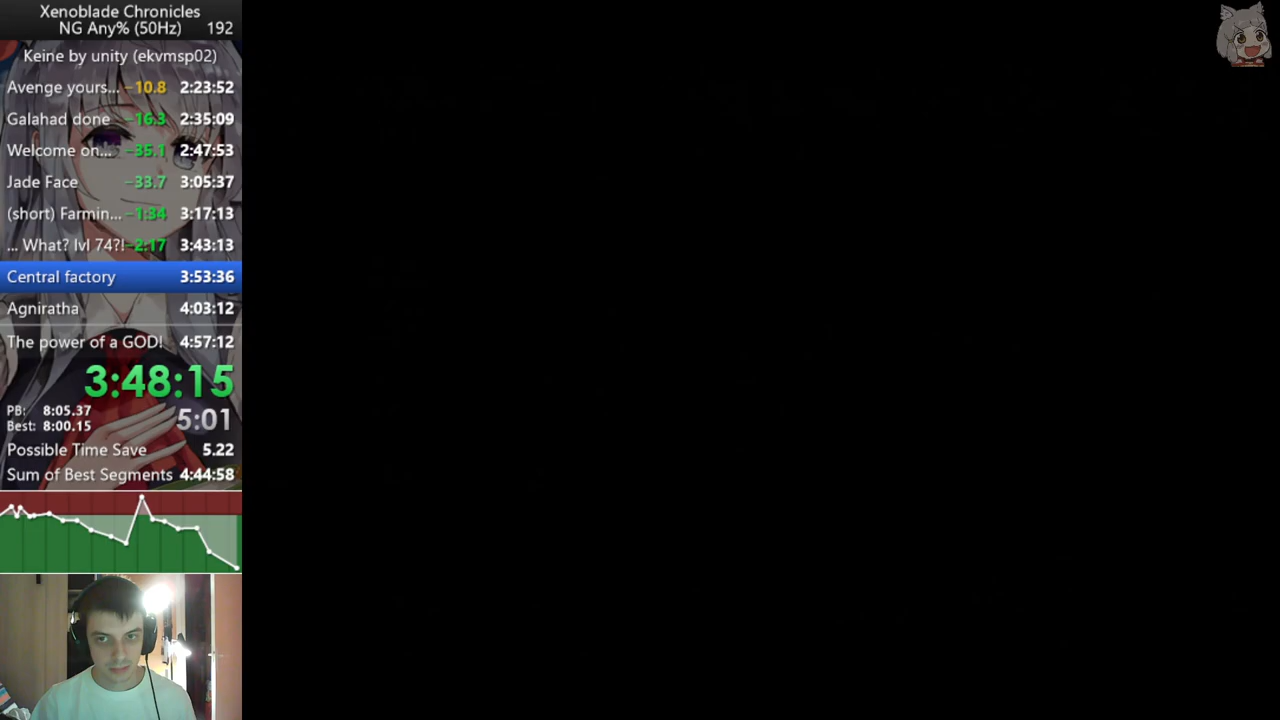 Xenoblade Chronicles
NG Any% (50Hz) 192
Keine by unity (ekvmsp02)
Avenge yours... −10.8 2:23:52
Galahad done −16.3 2:35:09
Welcome on... −35.1 2:47:53
Jade Face −33.7 3:05:37
(short) Farmin... −1:34 3:17:13
... What? lvl 74?! −2:17 3:43:13
Central factory 3:53:36
Agniratha 4:03:12
The power of a GOD! 4:57:12
3:48:15
PB: 8:05.37
Best: 8:00.15
5:01
Possible Time Save 5.22
Sum of Best Segments 4:44:58